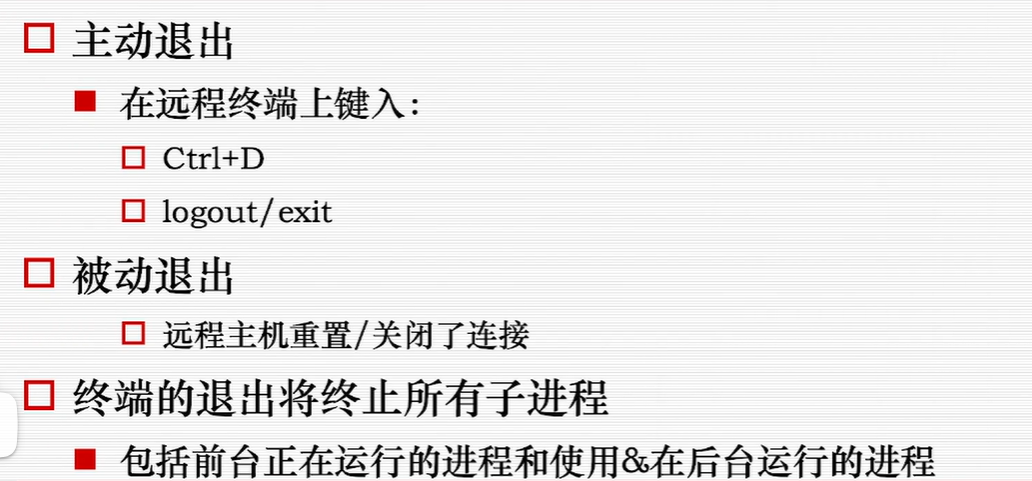 主动退出
在远程终端上键入：
Ctrl+D
logout/exit
被动退出
远程主机重置/关闭了连接
终端的退出将终止所有子进程
包括前台正在运行的进程和使用&在后台运行的进程